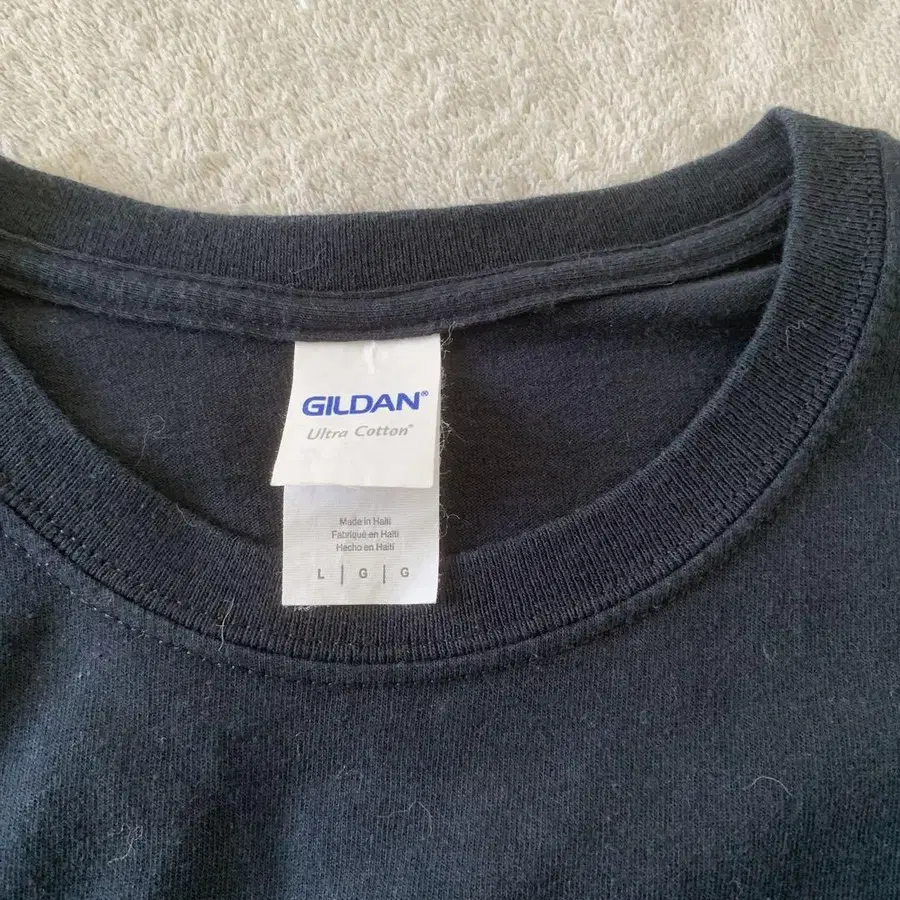 GILDAN®
Ultra Cotton®
Made in Haiti
Fabriqué en Haïti
Hecho en Haití
L | G | G